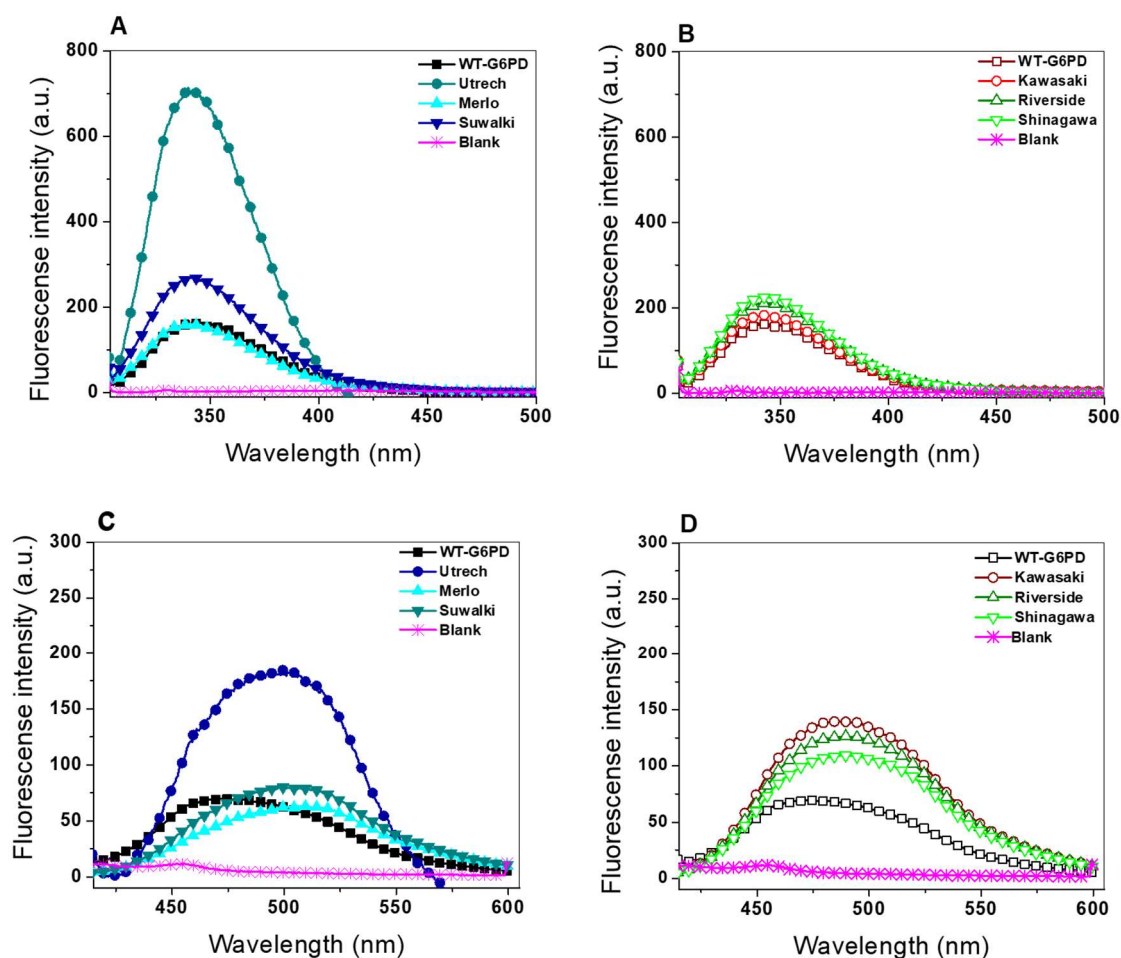 A
Fluorescense intensity (a.u.)
800
600
400
200
0
WT-G6PD
Utrech
Merlo
Suwalki
Blank
350
400
450
500
Wavelength (nm)
B
Fluorescense intensity (a.u.)
800
600
400
200
0
WT-G6PD
Kawasaki
Riverside
Shinagawa
Blank
350
400
450
500
Wavelength (nm)
C
Fluorescense intensity (a.u.)
300
250
200
150
100
50
0
WT-G6PD
Utrech
Merlo
Suwalki
Blank
450
500
550
600
Wavelength (nm)
D
Fluorescense intensity (a.u.)
300
250
200
150
100
50
0
WT-G6PD
Kawasaki
Riverside
Shinagawa
Blank
450
500
550
600
Wavelength (nm)